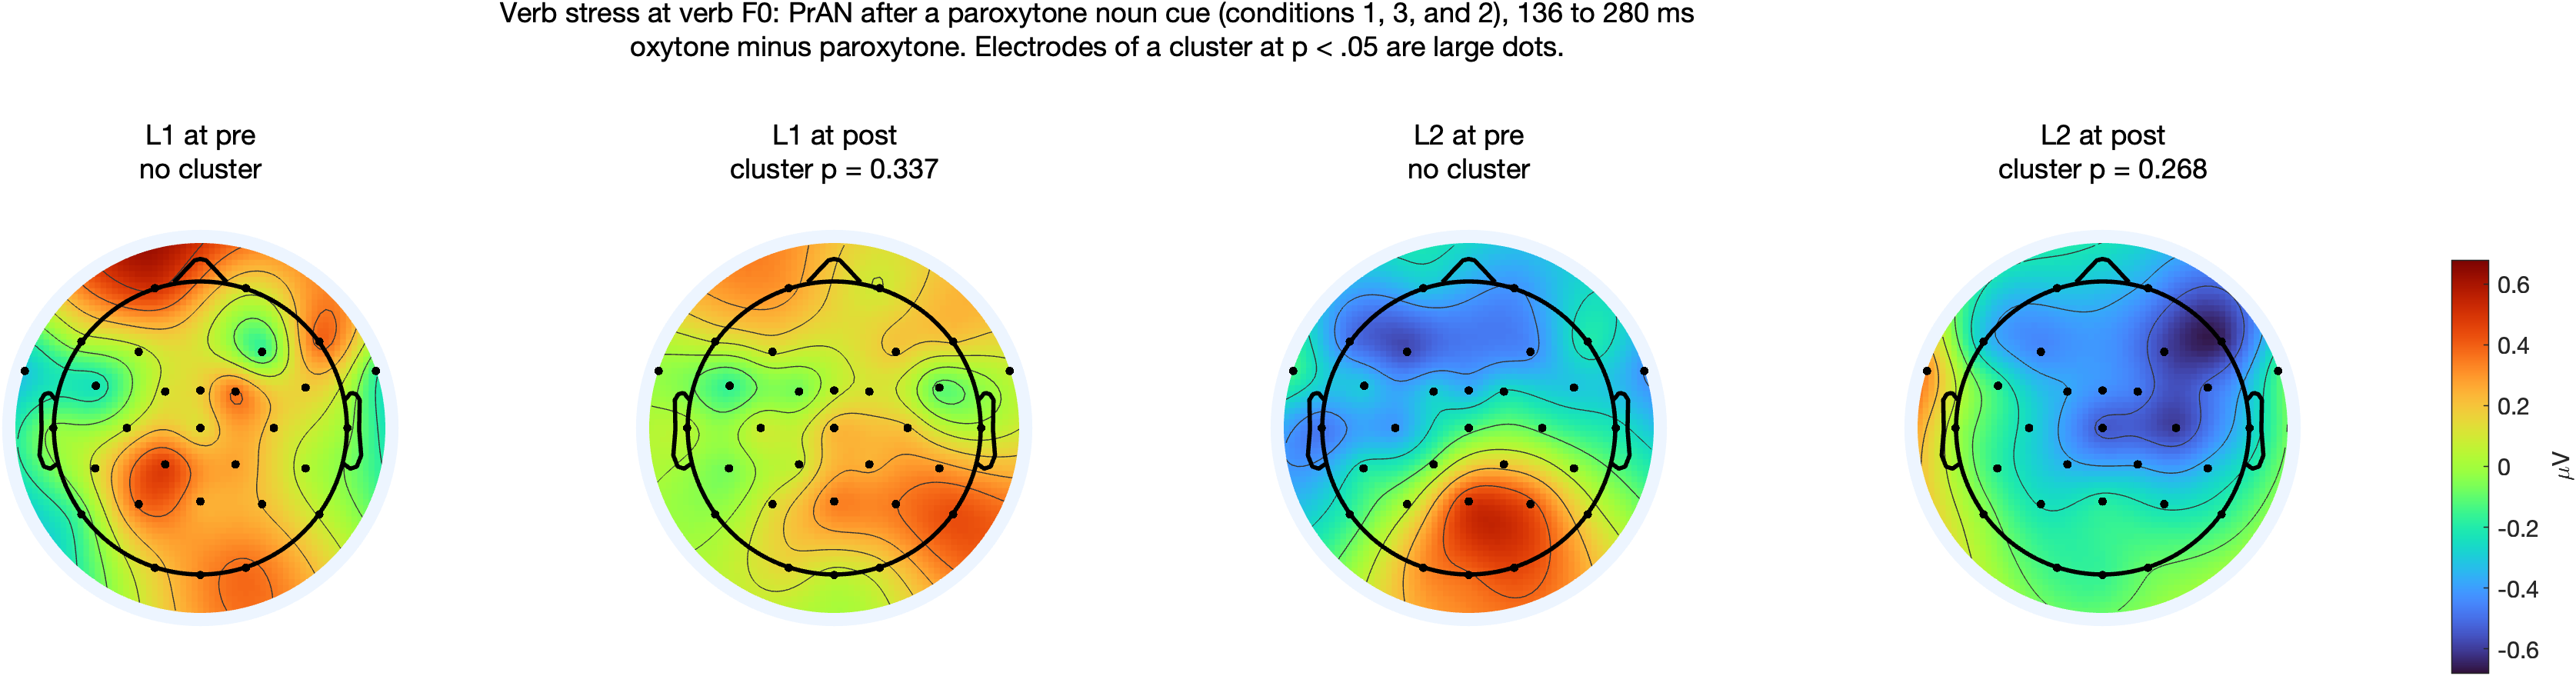 Verb stress at verb F0: PrAN after a paroxytone noun cue (conditions 1, 3, and 2), 136 to 280 ms
oxytone minus paroxytone. Electrodes of a cluster at p < .05 are large dots.
L1 at pre
no cluster
L1 at post
cluster p = 0.337
L2 at pre
no cluster
L2 at post
cluster p = 0.268
0.6
0.4
0.2
0
-0.2
-0.4
-0.6
μV